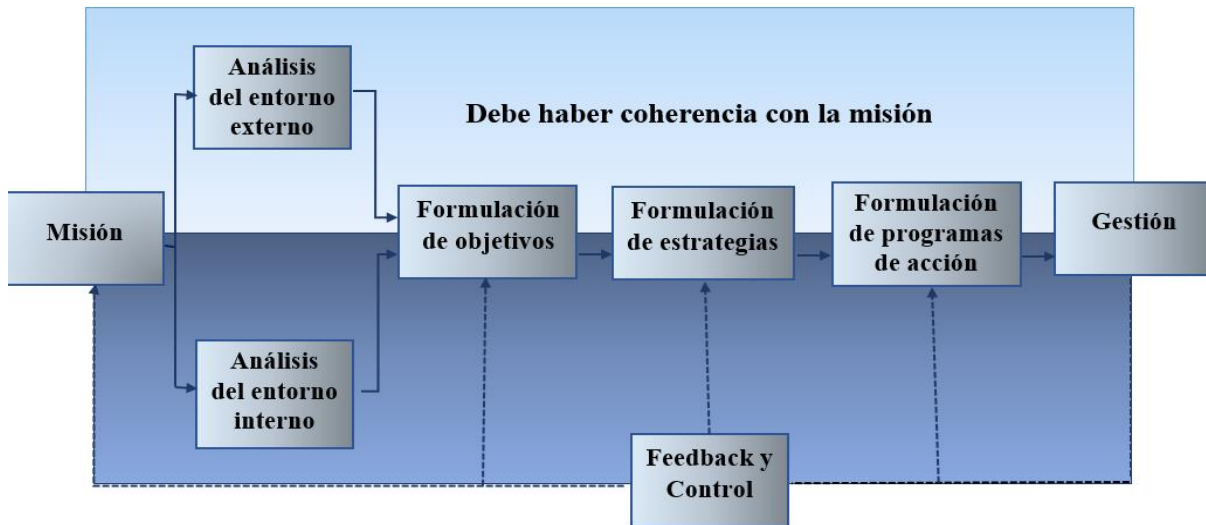 Análisis
del entorno
externo
Debe haber coherencia con la misión
Misión
Formulación
de objetivos
Formulación
de estrategias
Formulación
de programas
de acción
Gestión
Análisis
del entorno
interno
Feedback y
Control